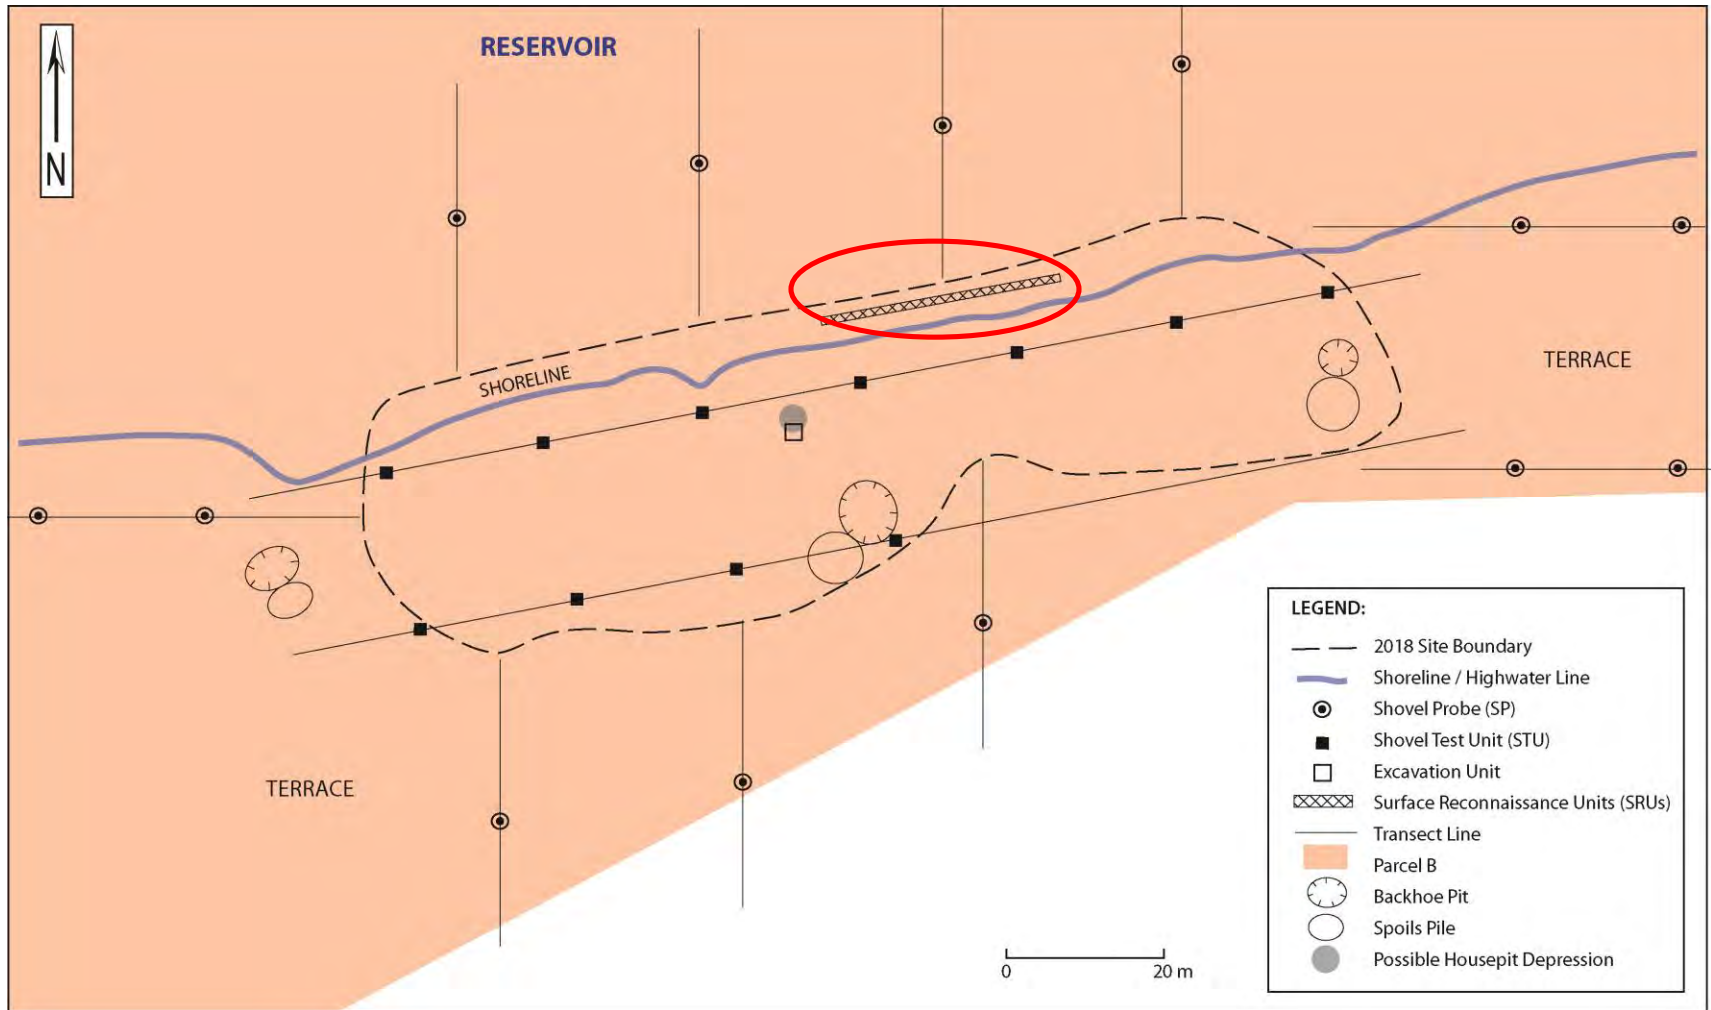 RESERVOIR
N
SHORELINE
TERRACE
TERRACE
0 20 m
LEGEND:
2018 Site Boundary
Shoreline / Highwater Line
Shovel Probe (SP)
Shovel Test Unit (STU)
Excavation Unit
Surface Reconnaissance Units (SRUs)
Transect Line
Parcel B
Backhoe Pit
Spoils Pile
Possible Housepit Depression